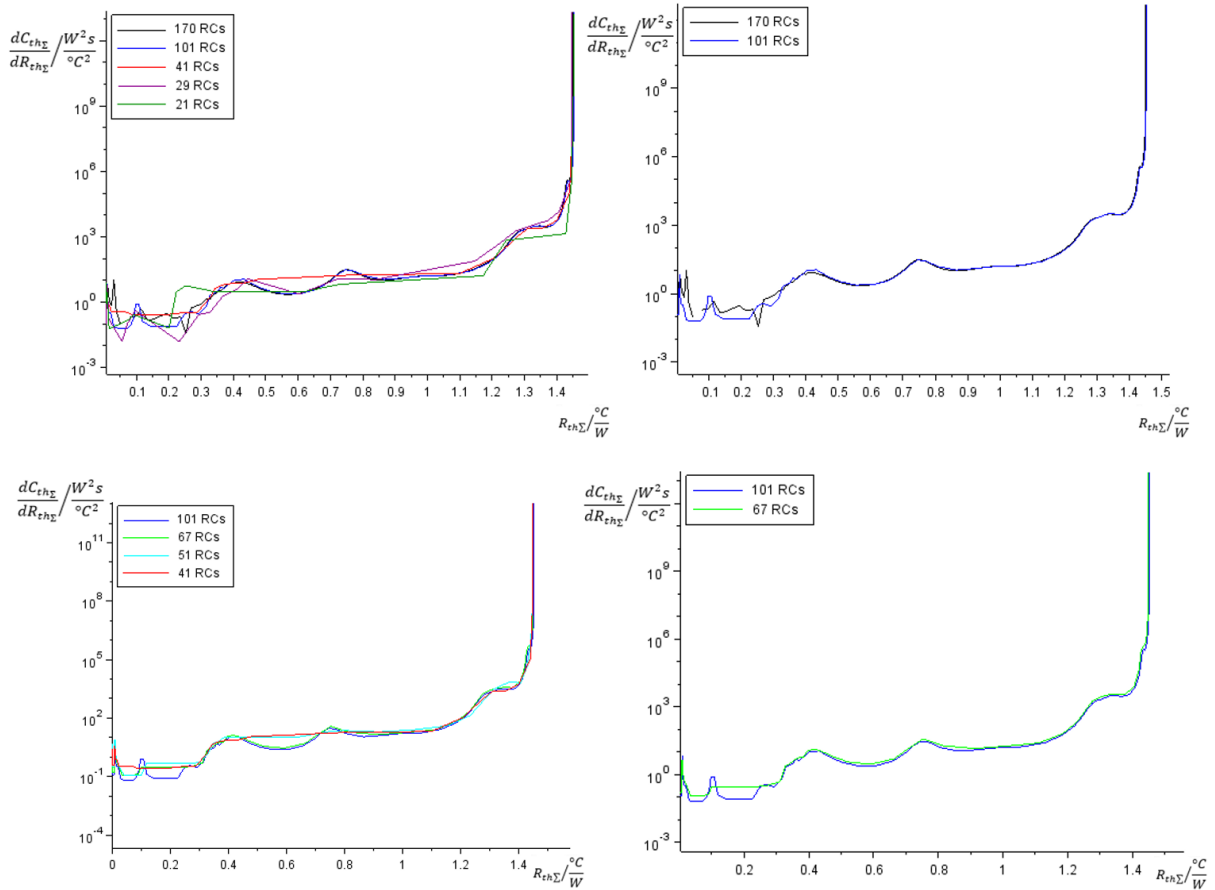 dC_thΣ / dR_thΣ / W²s / °C²
170 RCs
101 RCs
41 RCs
29 RCs
21 RCs
10⁹
10⁶
10³
10⁰
10⁻³
0.1 0.2 0.3 0.4 0.5 0.6 0.7 0.8 0.9 1 1.1 1.2 1.3 1.4
R_thΣ / °C / W
dC_thΣ / dR_thΣ / W²s / °C²
170 RCs
101 RCs
10⁹
10⁶
10³
10⁰
10⁻³
0.1 0.2 0.3 0.4 0.5 0.6 0.7 0.8 0.9 1 1.1 1.2 1.3 1.4 1.5
R_thΣ / °C / W
dC_thΣ / dR_thΣ / W²s / °C²
101 RCs
67 RCs
51 RCs
41 RCs
10¹¹
10⁸
10⁵
10²
10⁻¹
10⁻⁴
0 0.2 0.4 0.6 0.8 1 1.2 1.4
R_thΣ / °C / W
dC_thΣ / dR_thΣ / W²s / °C²
101 RCs
67 RCs
10⁹
10⁶
10³
10⁰
10⁻³
0.2 0.4 0.6 0.8 1 1.2 1.4
R_thΣ / °C / W